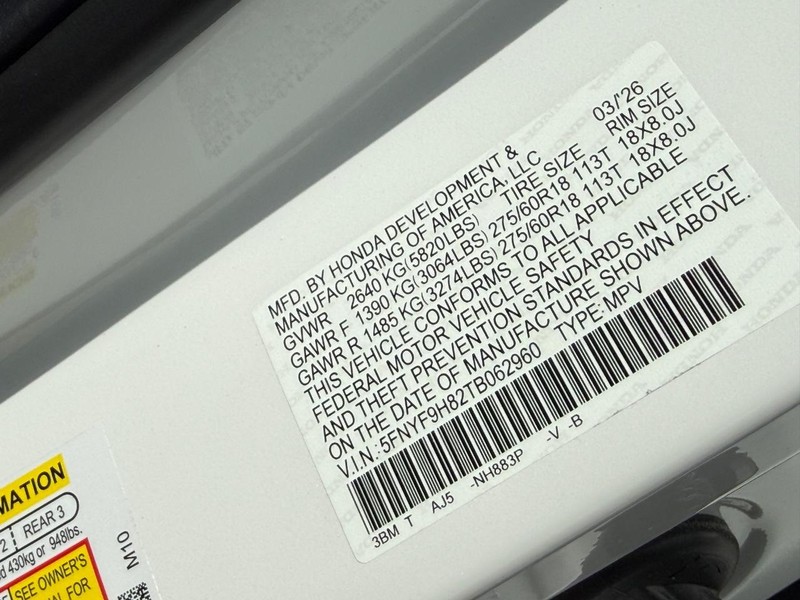 03/'26
MFD. BY HONDA DEVELOPMENT &
MANUFACTURING OF AMERICA, LLC
TIRE SIZE RIM SIZE
GVWR 2640 KG(5820LBS)
GAWR F 1390 KG(3064LBS) 275/60R18 113T 18X8.0J
GAWR R 1485 KG(3274LBS) 275/60R18 113T 18X8.0J
THIS VEHICLE CONFORMS TO ALL APPLICABLE
FEDERAL MOTOR VEHICLE SAFETY
AND THEFT PREVENTION STANDARDS IN EFFECT
ON THE DATE OF MANUFACTURE SHOWN ABOVE.
V.I.N.:5FNYF9H82TB062960 TYPE:MPV
3BM T AJ5 -NH883P -V -B
MATION
2 REAR 3
430kg or 948lbs.
SEE OWNER'S
FOR
M10